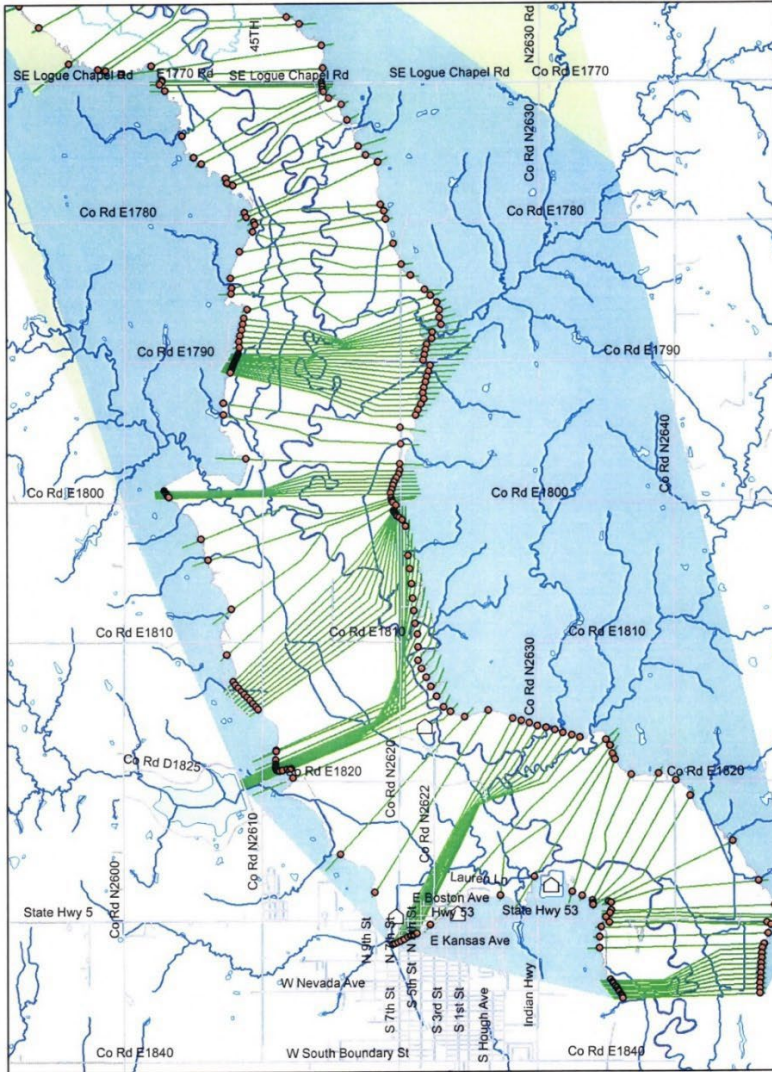 45TH
N2630 Rd
SE Logue Chapel Rd
E1770 Rd
SE Logue Chapel Rd
SE Logue Chapel Rd
Co Rd E1770
Co Rd N2630
Co Rd E1780
Co Rd E1780
Co Rd E1790
Co Rd E1790
Co Rd N2640
Co Rd E1800
Co Rd E1800
Co Rd E1810
Co Rd E1810
Co Rd E1810
Co Rd N2630
Co Rd D1825
Co Rd E1820
Co Rd E1820
Co Rd N2620
Co Rd N2622
Co Rd N2610
Co Rd N2600
Lauren Ln
E Boston Ave
State Hwy 5
Hwy 53
State Hwy 53
N 9th St
N 7th St
E Kansas Ave
W Nevada Ave
S 7th St
S 5th St
S 3rd St
S 1st St
S Hough Ave
Indian Hwy
Co Rd E1840
W South Boundary St
Co Rd E1840